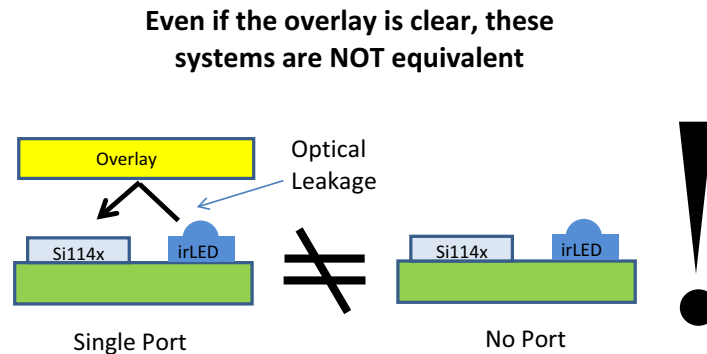 Even if the overlay is clear, these
systems are NOT equivalent
Overlay
Optical
Leakage
Si114x
irLED
Si114x
irLED
Single Port
No Port